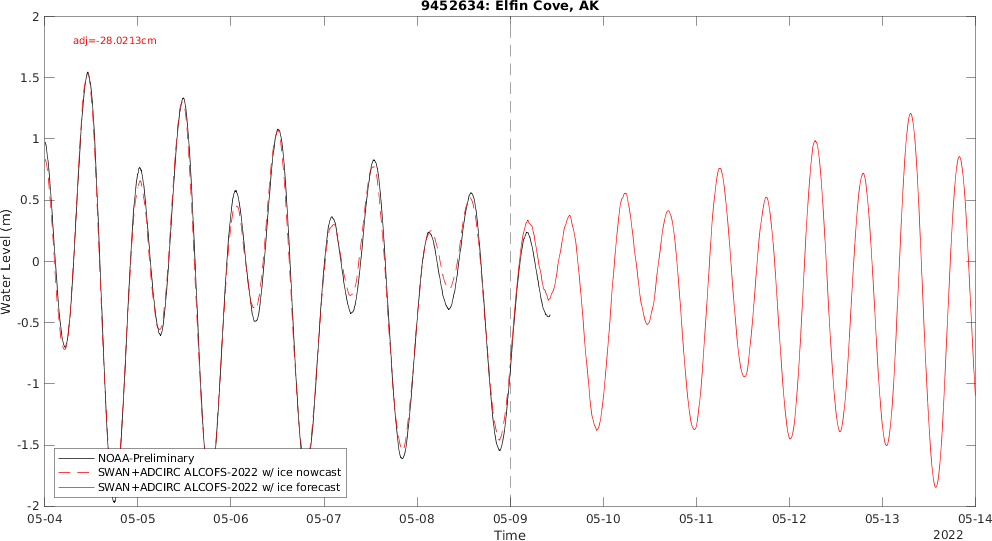 9452634: Elfin Cove, AK
adj=-28.0213cm
2
1.5
1
0.5
0
-0.5
-1
-1.5
-2
Water Level (m)
NOAA-Preliminary
SWAN+ADCIRC ALCOFS-2022 w/ ice nowcast
SWAN+ADCIRC ALCOFS-2022 w/ ice forecast
05-04 05-05 05-06 05-07 05-08 05-09 05-10 05-11 05-12 05-13 05-14
Time
2022